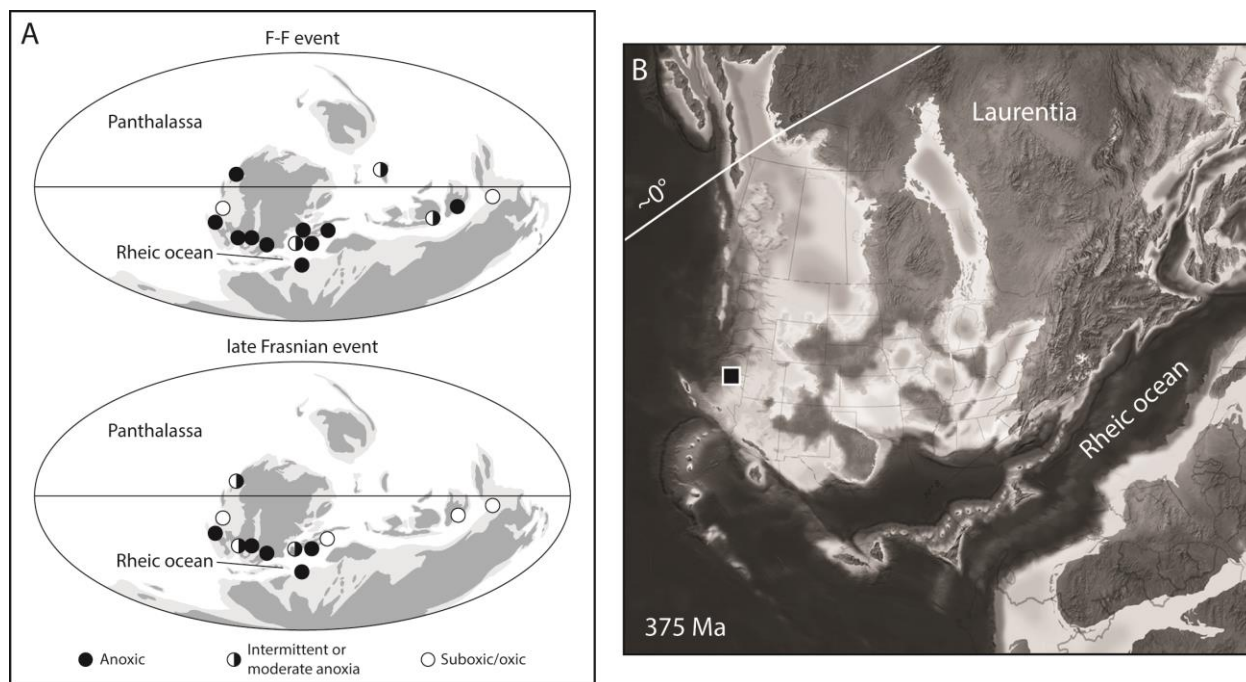 A
F-F event
Panthalassa
Rheic ocean
late Frasnian event
Panthalassa
Rheic ocean
Anoxic
Intermittent or
moderate anoxia
Suboxic/oxic
B
Laurentia
~0°
Rheic ocean
375 Ma